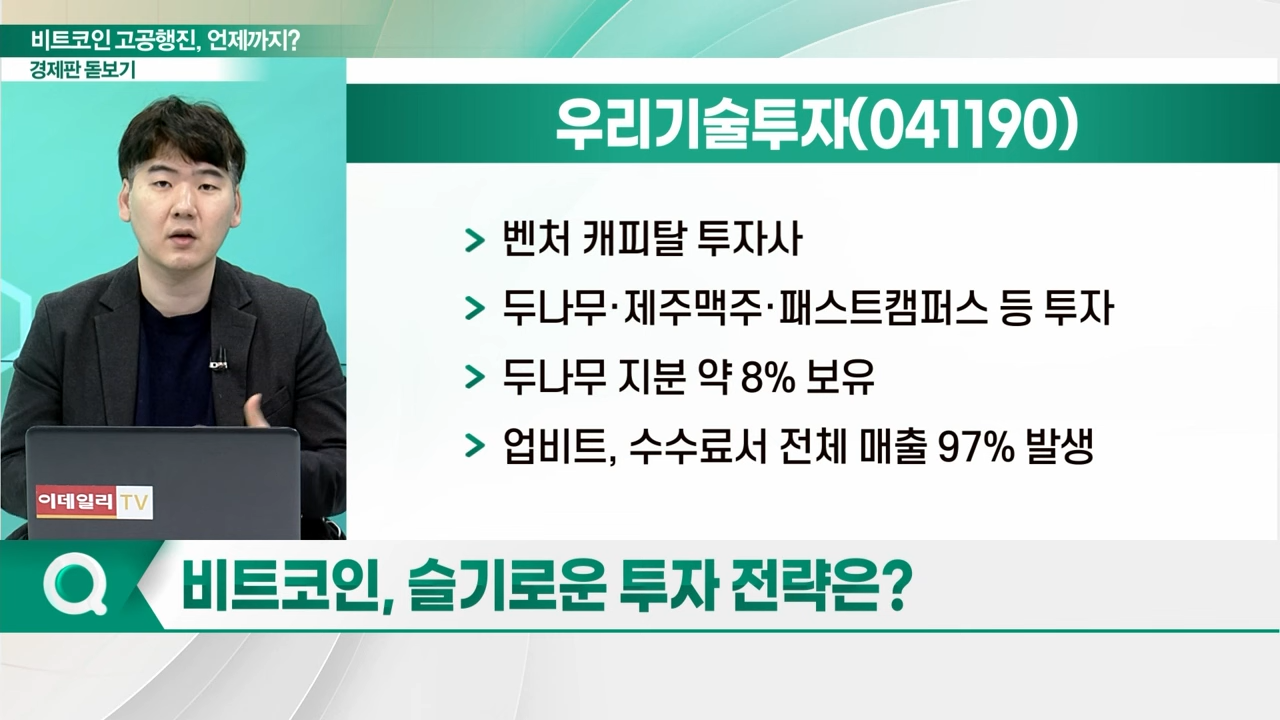 비트코인 고공행진, 언제까지?
경제판 돋보기
우리기술투자(041190)
> 벤처 캐피탈 투자사
> 두나무·제주맥주·패스트캠퍼스 등 투자
> 두나무 지분 약 8% 보유
> 업비트, 수수료서 전체 매출 97% 발생
이데일리 TV
비트코인, 슬기로운 투자 전략은?